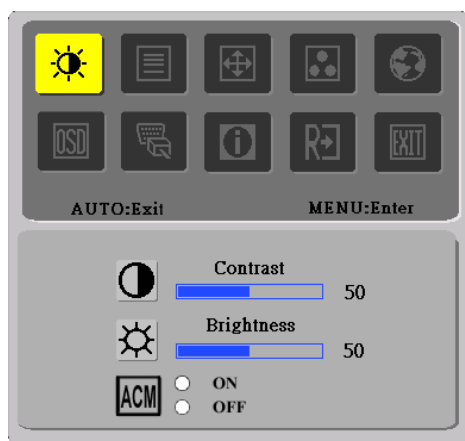 OSD
i
R
EXIT
AUTO:Exit MENU:Enter
Contrast
50
Brightness
50
ACM ON
OFF